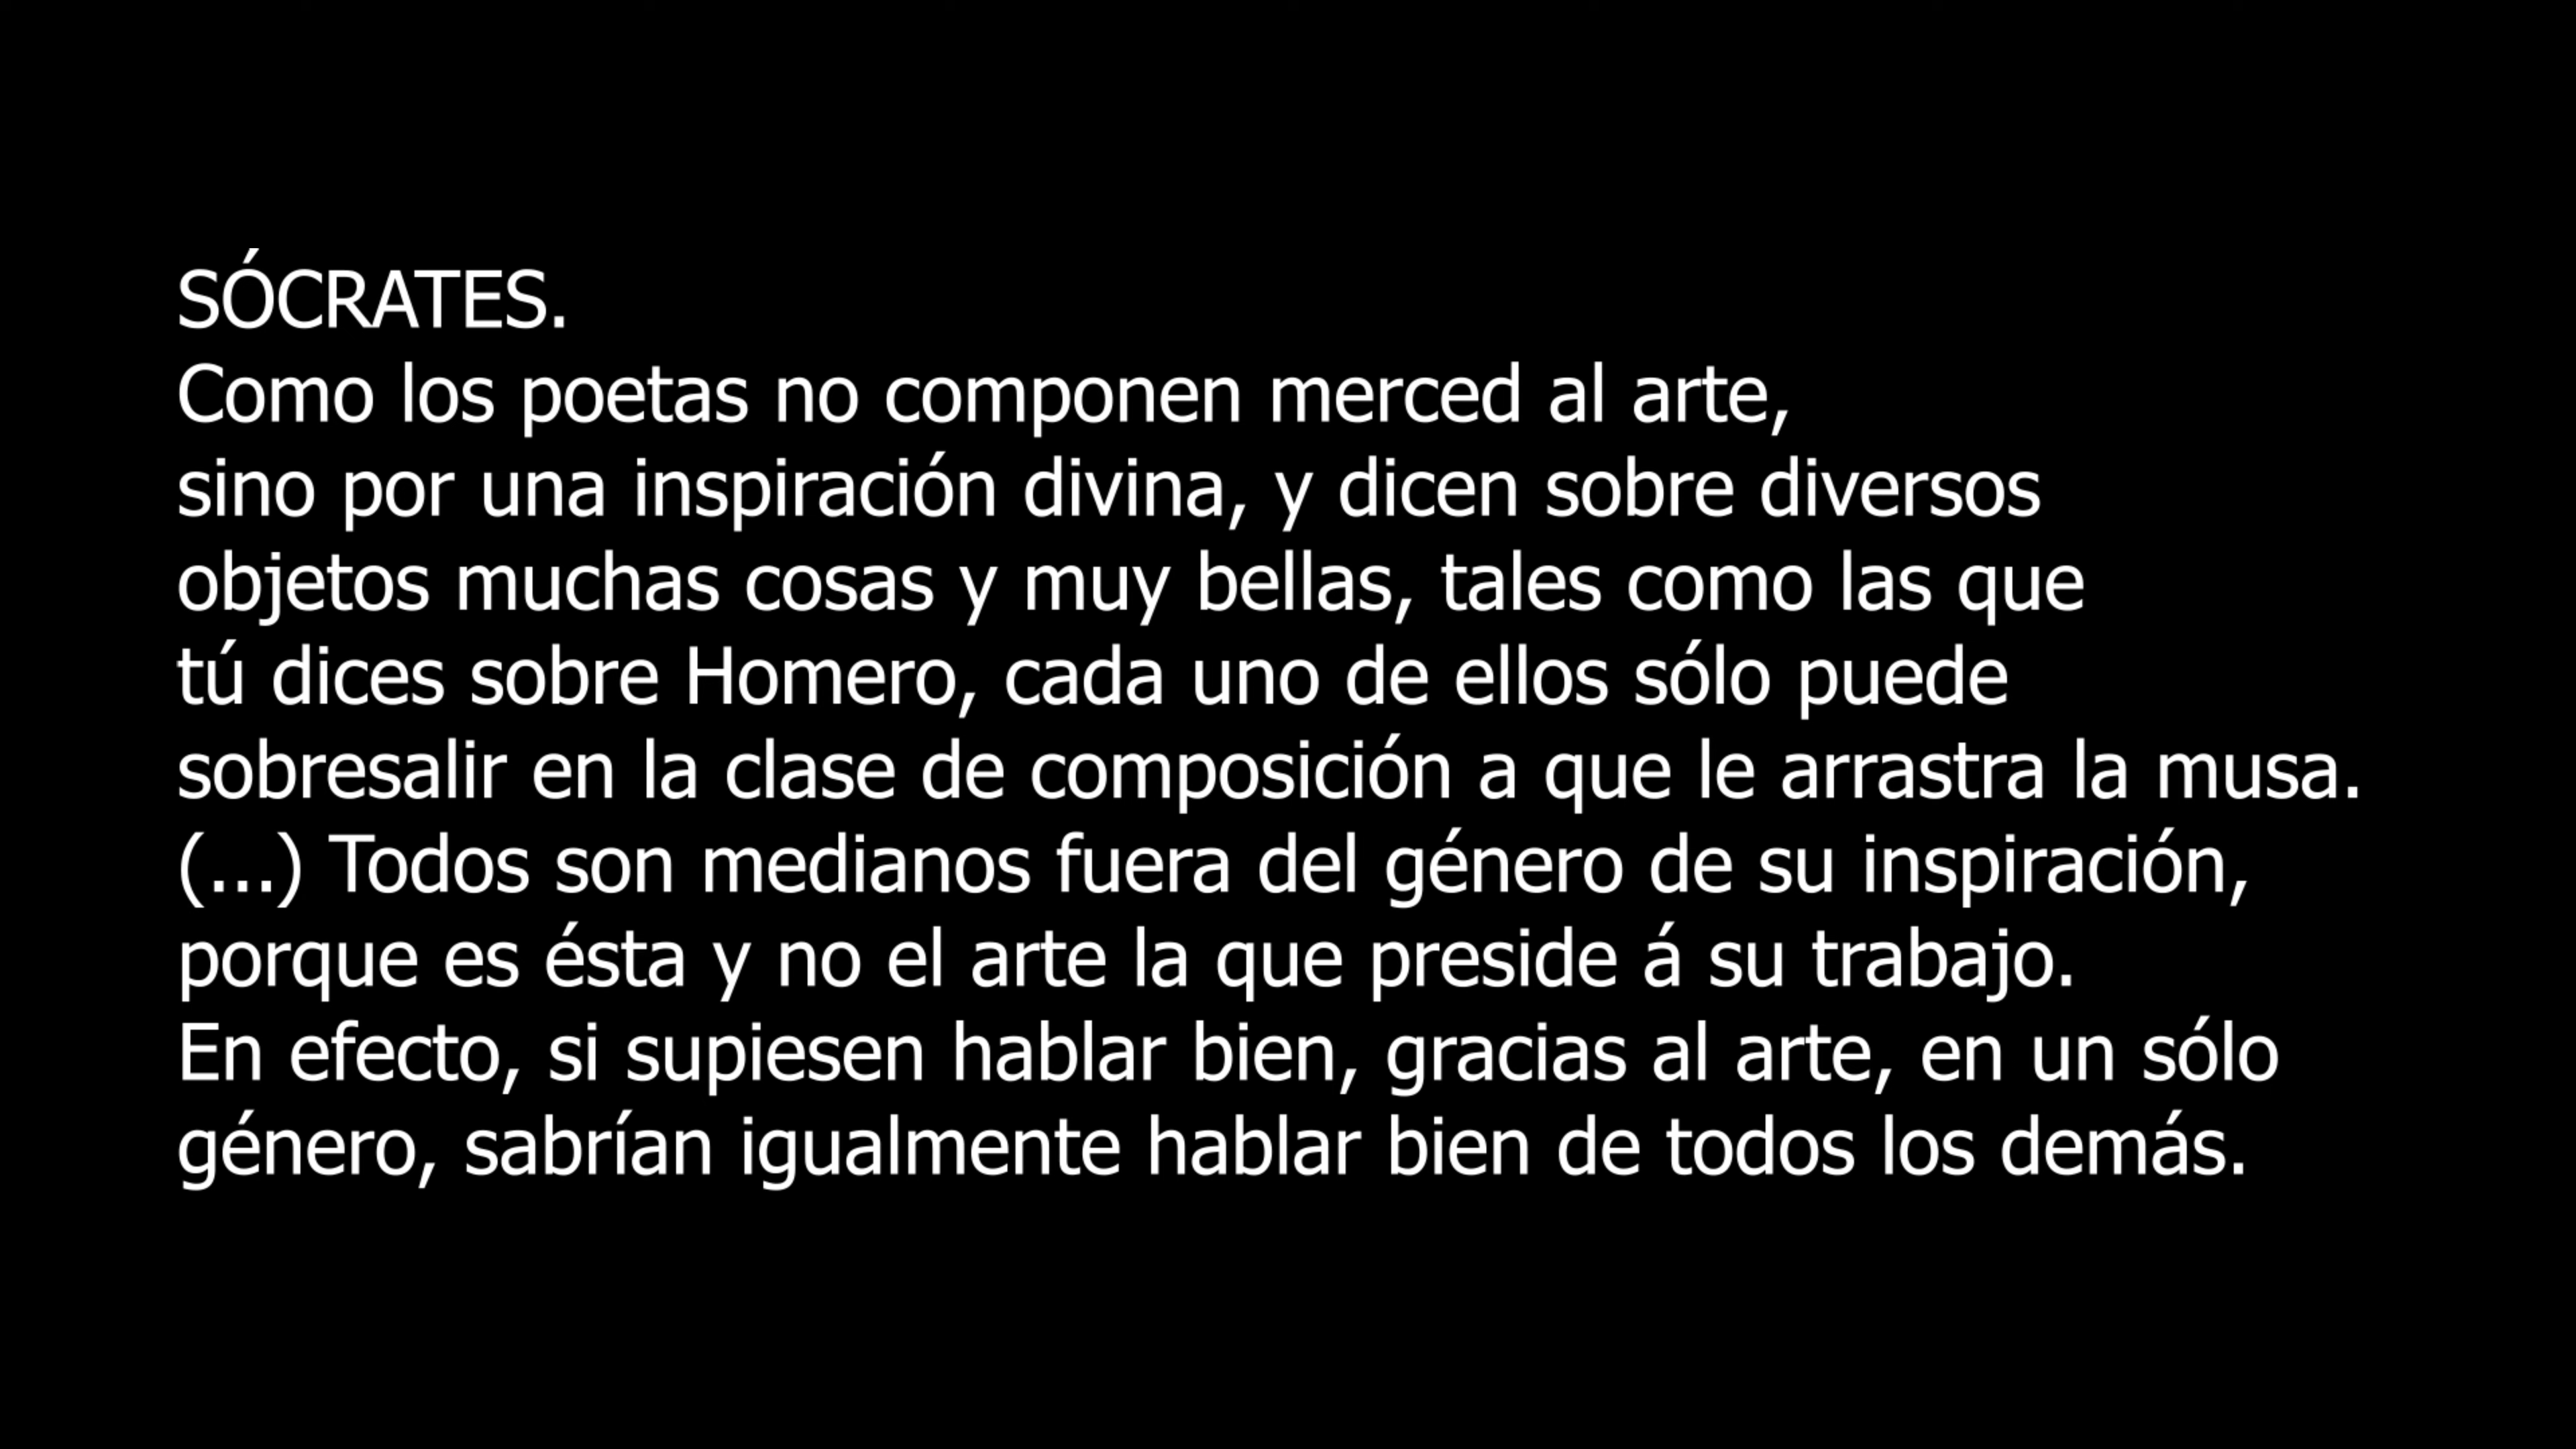 SÓCRATES.
Como los poetas no componen merced al arte,
sino por una inspiración divina, y dicen sobre diversos
objetos muchas cosas y muy bellas, tales como las que
tú dices sobre Homero, cada uno de ellos sólo puede
sobresalir en la clase de composición a que le arrastra la musa.
(...) Todos son medianos fuera del género de su inspiración,
porque es ésta y no el arte la que preside á su trabajo.
En efecto, si supiesen hablar bien, gracias al arte, en un sólo
género, sabrían igualmente hablar bien de todos los demás.